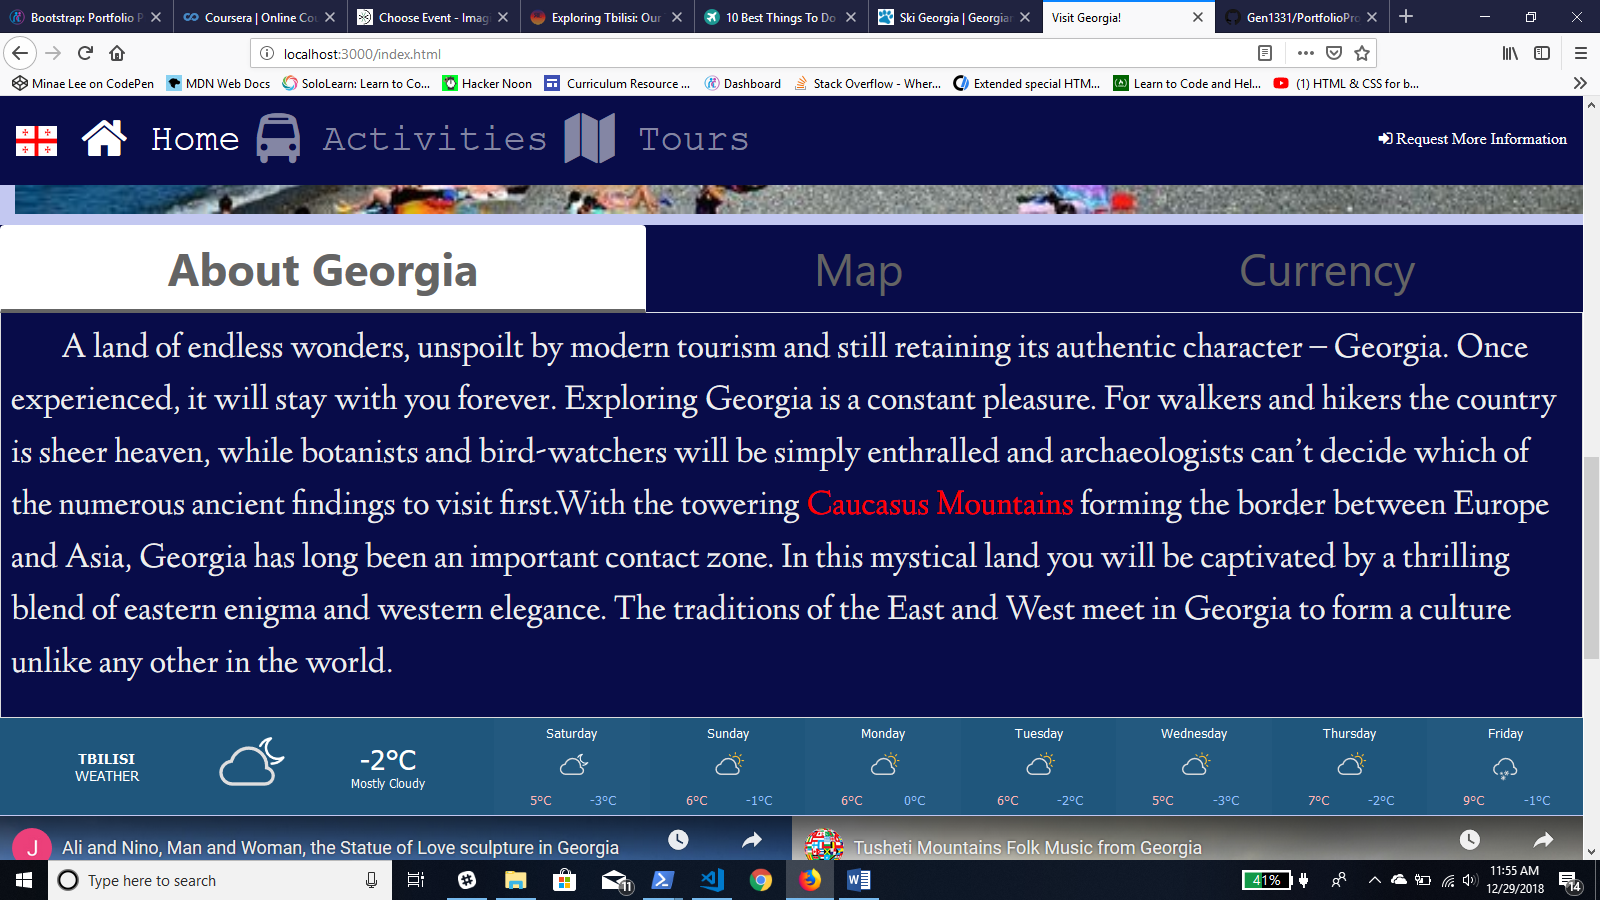 Bootstrap: Portfolio P
Coursera | Online Cou
Choose Event - Imag
Exploring Tbilisi: Our
10 Best Things To Do
Ski Georgia | Georgian
Visit Georgia!
Gen1331/PortfolioPro
localhost:3000/index.html
Minae Lee on CodePen
MDN Web Docs
SoloLearn: Learn to Co...
Hacker Noon
Curriculum Resource ...
Dashboard
Stack Overflow - Wher...
Extended special HTM...
Learn to Code and Hel...
(1) HTML & CSS for b...
Home
Activities
Tours
Request More Information
About Georgia
Map
Currency
A land of endless wonders, unspoilt by modern tourism and still retaining its authentic character – Georgia. Once
experienced, it will stay with you forever. Exploring Georgia is a constant pleasure. For walkers and hikers the country
is sheer heaven, while botanists and bird-watchers will be simply enthralled and archaeologists can’t decide which of
the numerous ancient findings to visit first.With the towering Caucasus Mountains forming the border between Europe
and Asia, Georgia has long been an important contact zone. In this mystical land you will be captivated by a thrilling
blend of eastern enigma and western elegance. The traditions of the East and West meet in Georgia to form a culture
unlike any other in the world.
TBILISI
WEATHER
-2°C
Mostly Cloudy
Saturday
5°C -3°C
Sunday
6°C -1°C
Monday
6°C 0°C
Tuesday
6°C -2°C
Wednesday
5°C -3°C
Thursday
7°C -2°C
Friday
9°C -1°C
J
Ali and Nino, Man and Woman, the Statue of Love sculpture in Georgia
Tusheti Mountains Folk Music from Georgia
Type here to search
11
41%
11:55 AM
12/29/2018
14